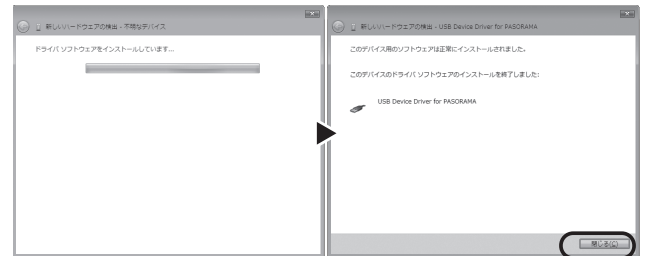 新しいハードウェアの検出 - 不明なデバイス
ドライバ ソフトウェアをインストールしています...
新しいハードウェアの検出 - USB Device Driver for PASORAMA
このデバイス用のソフトウェアは正常にインストールされました。
このデバイスのドライバ ソフトウェアのインストールを終了しました:
USB Device Driver for PASORAMA
閉じる(C)